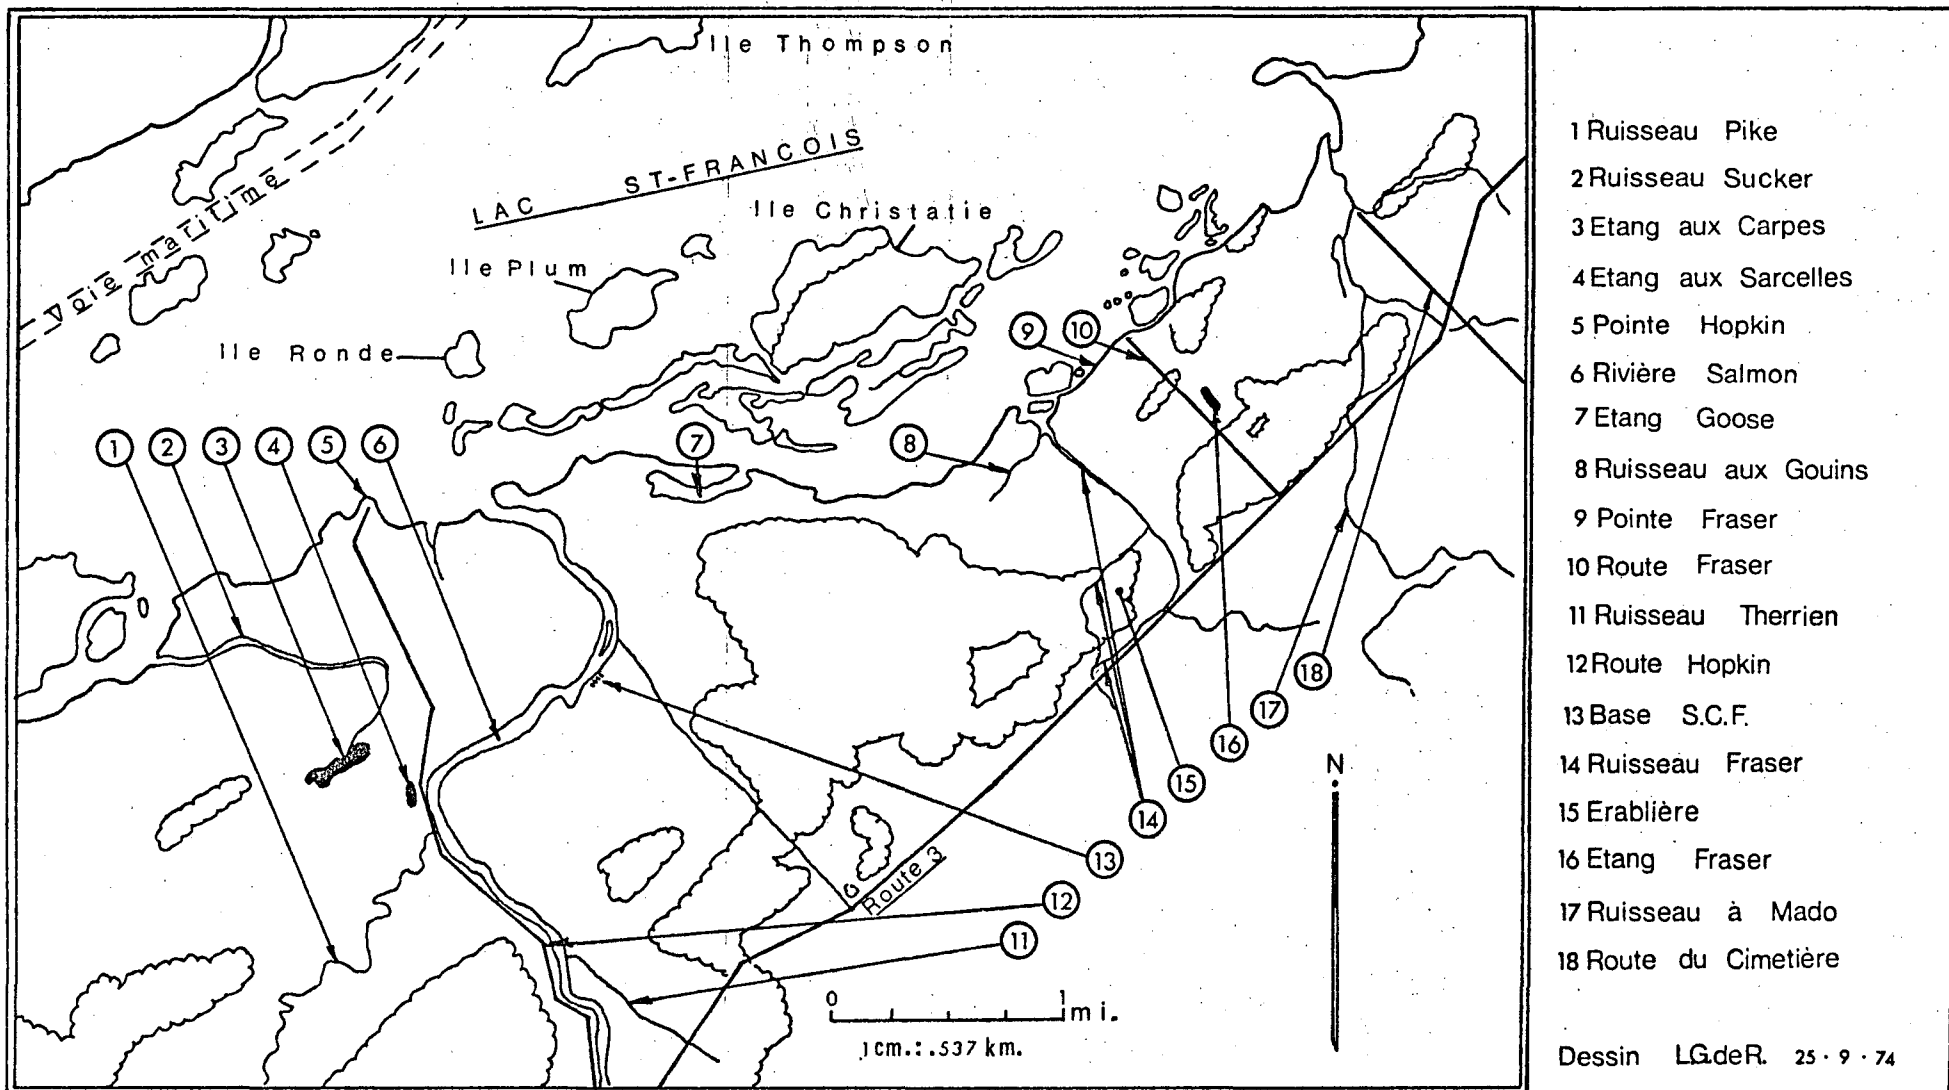 Ile Thompson
LAC ST-FRANCOIS
Voie maritime
Ile Christatie
Ile Plum
Ile Ronde
9
10
1
2
3
4
5
6
7
8
18
17
16
15
14
13
12
11
Route 3
N
0 1 mi.
1 cm.: .537 km.
1 Ruisseau Pike
2 Ruisseau Sucker
3 Etang aux Carpes
4 Etang aux Sarcelles
5 Pointe Hopkin
6 Rivière Salmon
7 Etang Goose
8 Ruisseau aux Gouins
9 Pointe Fraser
10 Route Fraser
11 Ruisseau Therrien
12 Route Hopkin
13 Base S.C.F.
14 Ruisseau Fraser
15 Erablière
16 Etang Fraser
17 Ruisseau à Mado
18 Route du Cimetière
Dessin L.G.deR. 25·9·74